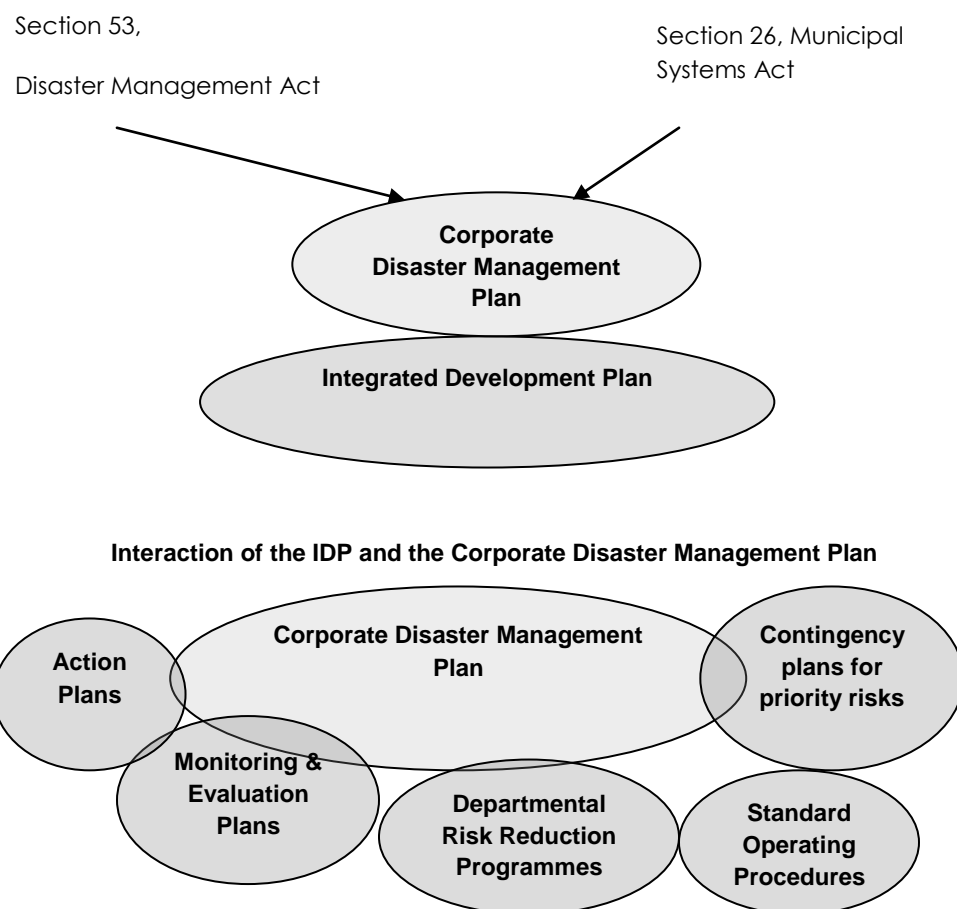 Section 53,
Disaster Management Act
Section 26, Municipal
Systems Act
Corporate
Disaster Management
Plan
Integrated Development Plan
Interaction of the IDP and the Corporate Disaster Management Plan
Corporate Disaster Management
Plan
Action
Plans
Contingency
plans for
priority risks
Monitoring &
Evaluation
Plans
Departmental
Risk Reduction
Programmes
Standard
Operating
Procedures